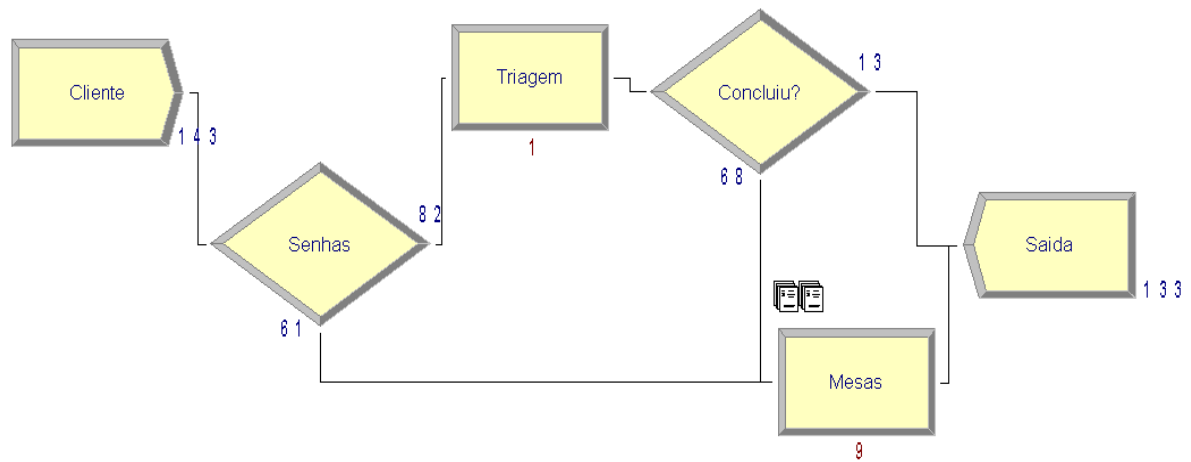 Cliente
1 4 3
Senhas
8 2
6 1
Triagem
1
Concluiu?
1 3
6 8
Mesas
9
Saida
1 3 3